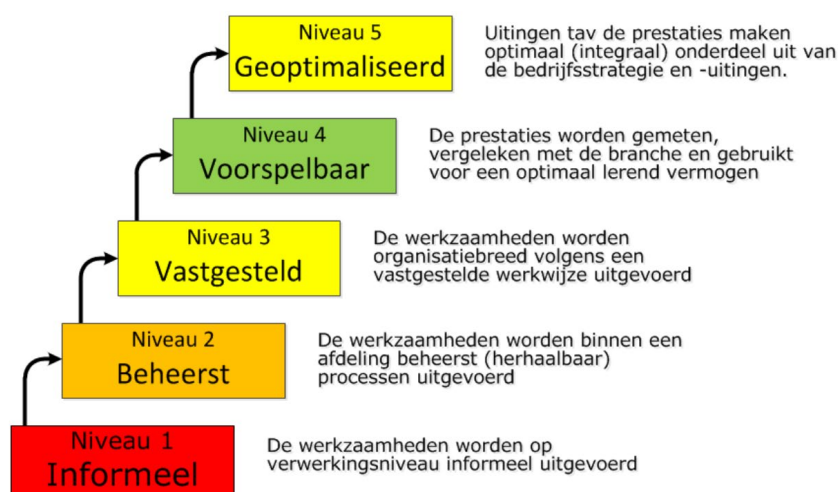 Niveau 5
Geoptimaliseerd
Uitingen tav de prestaties maken
optimaal (integraal) onderdeel uit van
de bedrijfsstrategie en -uitingen.
Niveau 4
Voorspelbaar
De prestaties worden gemeten,
vergeleken met de branche en gebruikt
voor een optimaal lerend vermogen
Niveau 3
Vastgesteld
De werkzaamheden worden
organisatiebreed volgens een
vastgestelde werkwijze uitgevoerd
Niveau 2
Beheerst
De werkzaamheden worden binnen een
afdeling beheerst (herhaalbaar)
processen uitgevoerd
Niveau 1
Informeel
De werkzaamheden worden op
verwerkingsniveau informeel uitgevoerd